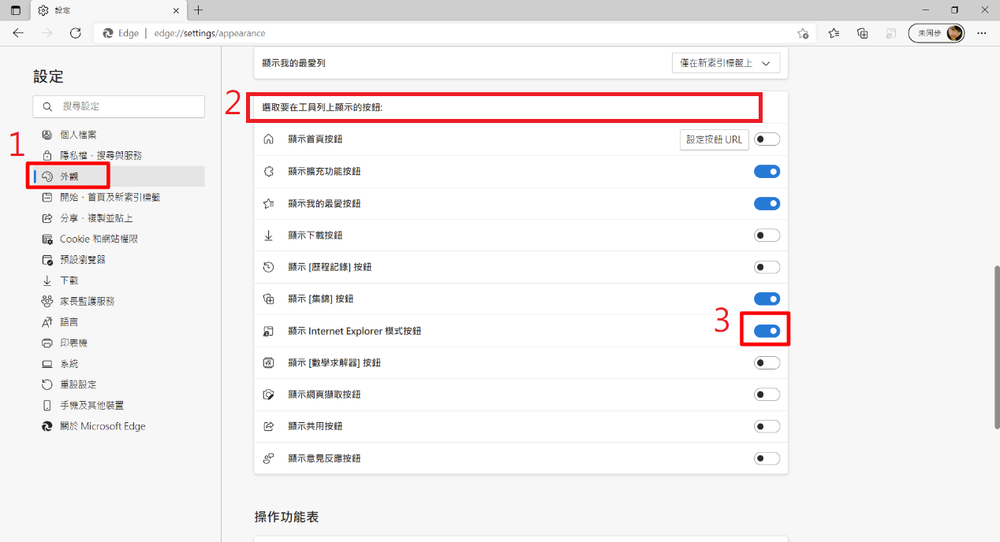 設定
Edge | edge://settings/appearance
未同步
設定
搜尋設定
個人檔案
隱私權、搜尋與服務
外觀
開始、首頁及新索引標籤
分享、複製並貼上
Cookie 和網站權限
預設瀏覽器
下載
家長監護服務
語言
印表機
系統
重設設定
手機及其他裝置
關於 Microsoft Edge
1
顯示我的最愛列
僅在新索引標籤上
2
選取要在工具列上顯示的按鈕:
顯示首頁按鈕
設定按鈕 URL
顯示擴充功能按鈕
顯示我的最愛按鈕
顯示下載按鈕
顯示 [歷程記錄] 按鈕
顯示 [集錦] 按鈕
3
顯示 Internet Explorer 模式按鈕
顯示 [數學求解器] 按鈕
顯示網頁擷取按鈕
顯示共用按鈕
顯示意見反應按鈕
操作功能表